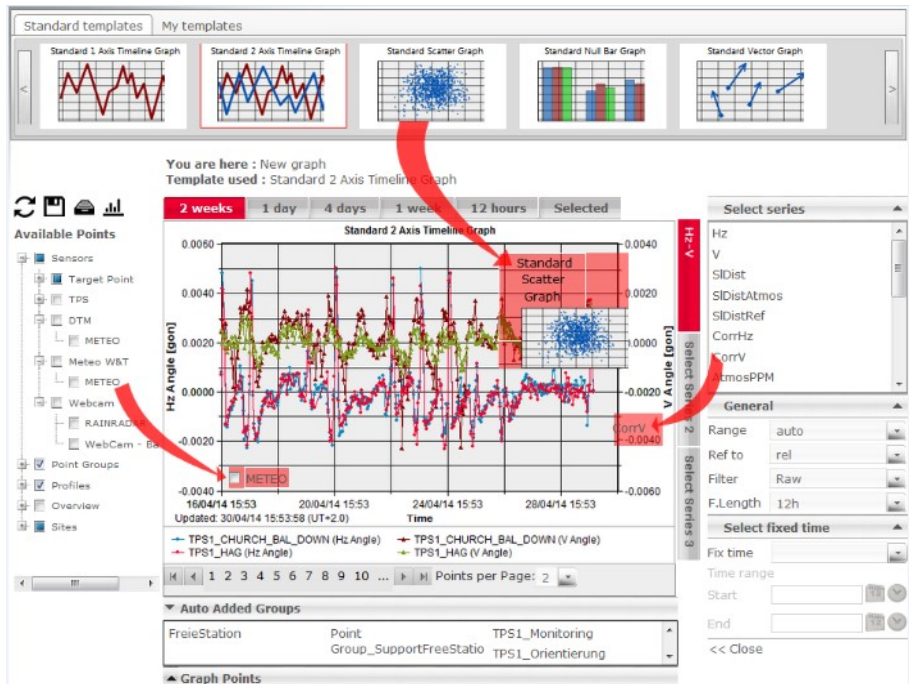 Standard templates
My templates
Standard 1 Axis Timeline Graph
Standard 2 Axis Timeline Graph
Standard Scatter Graph
Standard Null Bar Graph
Standard Vector Graph
<
>
You are here : New graph
Template used : Standard 2 Axis Timeline Graph
2 weeks
1 day
4 days
1 week
12 hours
Selected
Available Points
Sensors
Target Point
TPS
DTM
METEO
Meteo W&T
METEO
Webcam
RAINRADAR
WebCam - Ba
Point Groups
Profiles
Overview
Sites
Standard 2 Axis Timeline Graph
0.0060
0.0040
0.0020
0.0000
-0.0020
-0.0040
Hz Angle [gon]
0.0040
0.0020
0.0000
-0.0020
-0.0040
-0.0060
V Angle [gon]
Standard
Scatter
Graph
CorrV
METEO
16/04/14 15:53
20/04/14 15:53
24/04/14 15:53
28/04/14 15:53
Updated: 30/04/14 15:53:58 (UT+2.0)
Time
TPS1_CHURCH_BAL_DOWN (Hz Angle)
TPS1_CHURCH_BAL_DOWN (V Angle)
TPS1_HAG (Hz Angle)
TPS1_HAG (V Angle)
1 2 3 4 5 6 7 8 9 10 ...
Points per Page: 2
Auto Added Groups
FreieStation
Point
Group_SupportFreeStatio
TPS1_Monitoring
TPS1_Orientierung
Graph Points
Hz-V
Select Series 2
Select Series 3
Select series
Hz
V
SlDist
SlDistAtmos
SlDistRef
CorrHz
CorrV
AtmosPPM
General
Range
auto
Ref to
rel
Filter
Raw
F.Length
12h
Select fixed time
Fix time
Time range
Start
12
End
12
<< Close